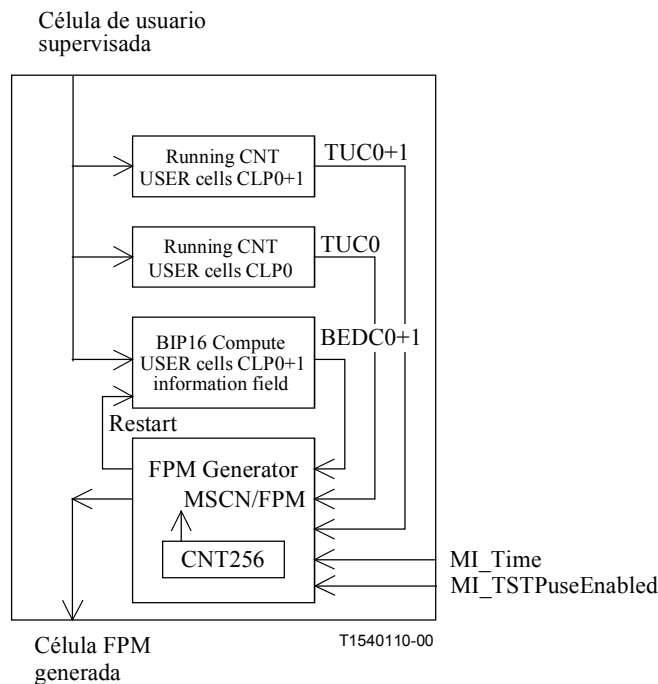 Célula de usuario
supervisada
Running CNT
USER cells CLP0+1
TUC0+1
Running CNT
USER cells CLP0
TUC0
BIP16 Compute
USER cells CLP0+1
information field
BEDC0+1
Restart
FPM Generator
MSCN/FPM
CNT256
MI_Time
MI_TSTPuseEnabled
Célula FPM
generada
T1540110-00